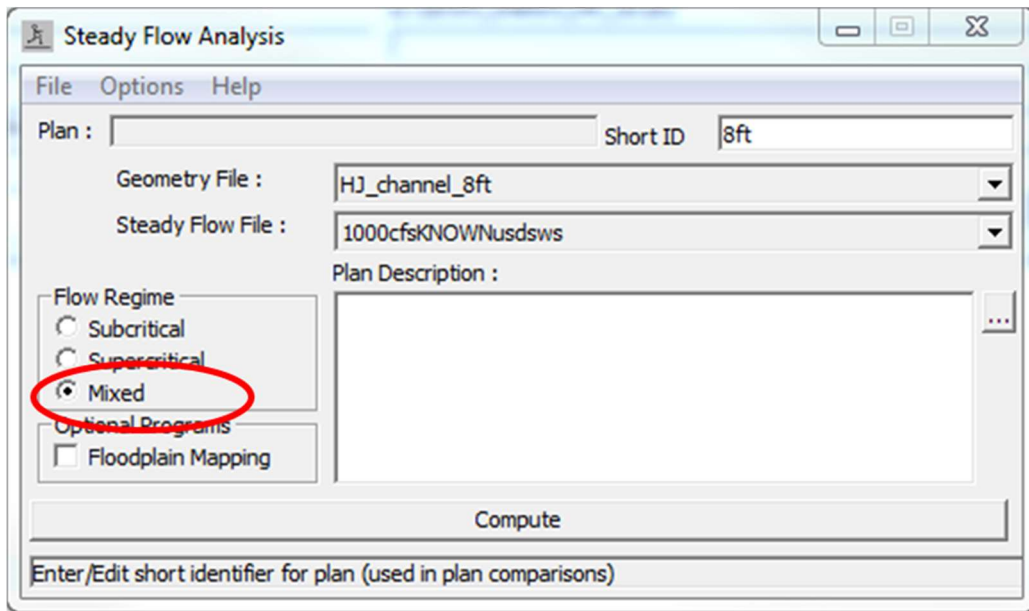 Steady Flow Analysis
File Options Help
Plan : Short ID 8ft
Geometry File : HJ_channel_8ft
Steady Flow File : 1000cfsKNOWNusdsws
Plan Description :
Flow Regime
Subcritical
Supercritical
Mixed
Optional Programs
Floodplain Mapping
...
Compute
Enter/Edit short identifier for plan (used in plan comparisons)